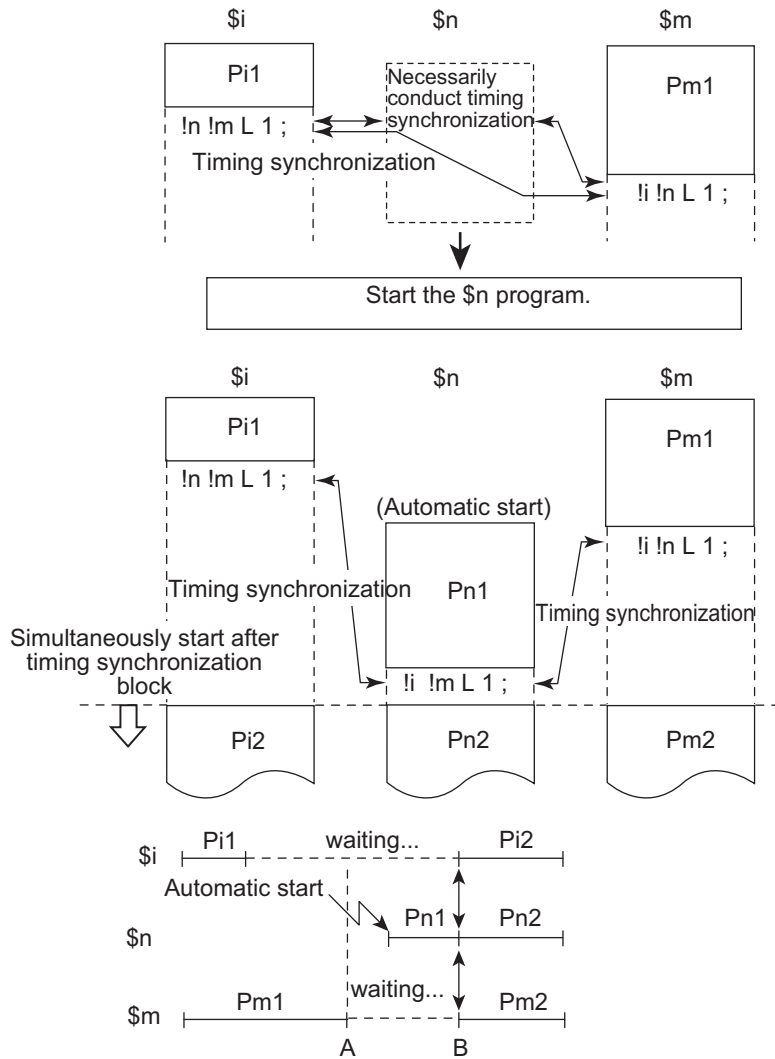 $i $n $m
Pi1
Necessarily
conduct timing
synchronization
Pm1
!n !m L 1 ;
Timing synchronization
!i !n L 1 ;
Start the $n program.
$i $n $m
Pi1
Pm1
!n !m L 1 ;
(Automatic start)
!i !n L 1 ;
Timing synchronization
Pn1
Timing synchronization
Simultaneously start after
timing synchronization
block
!i !m L 1 ;
Pi2 Pn2 Pm2
Pi1 waiting... Pi2
$i
Automatic start
Pn1 Pn2
$n
waiting...
Pm1 Pm2
$m
A B